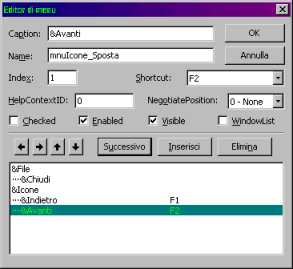 Editor di menu
Caption: &Avanti OK
Name: mnuIcone_Sposta Annulla
Index: 1 Shortcut: F2
HelpContextID: 0 NegotiatePosition: 0 - None
Checked Enabled Visible WindowList
Successivo Inserisci Elimina
&File
····&Chiudi
&Icone
····&Indietro F1
····&Avanti F2